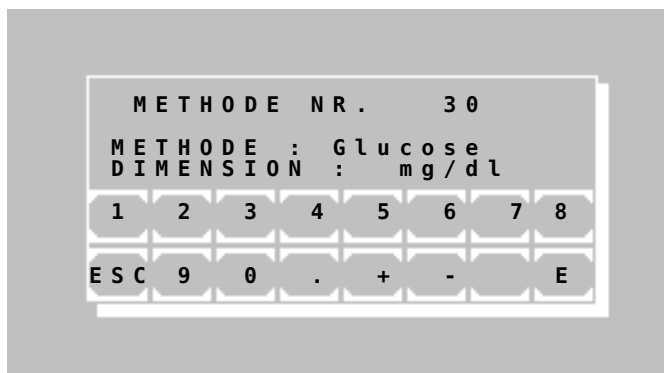 METHODE NR. 30
METHODE : Glucose
DIMENSION : mg/dl
1 2 3 4 5 6 7 8
ESC 9 0 . + - E